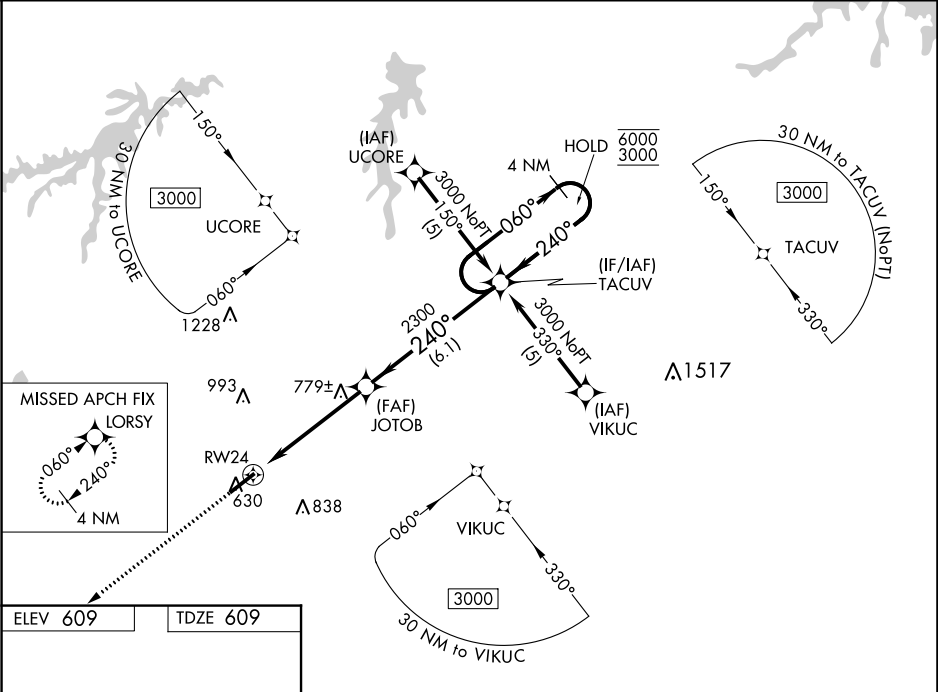 150°
30 NM to UCORE
3000
UCORE
060°
1228
(IAF)
UCORE
3000 NoPT
150°
(5)
4 NM
HOLD
6000
3000
060°
240°
(IF/IAF)
TACUV
30 NM to TACUV (NoPT)
150°
3000
TACUV
330°
2300
240°
(6.1)
3000 NoPT
330°
(5)
(IAF)
VIKUC
1517
993
779±
(FAF)
JOTOB
MISSED APCH FIX
LORSY
060°
240°
4 NM
RW24
630
838
060°
VIKUC
330°
3000
30 NM to VIKUC
ELEV 609
TDZE 609